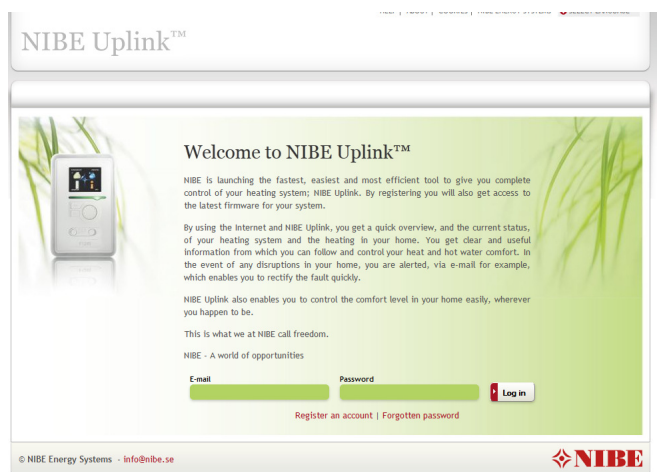 NIBE Uplink™
Welcome to NIBE Uplink™
NIBE is launching the fastest, easiest and most efficient tool to give you complete
control of your heating system; NIBE Uplink. By registering you will also get access to
the latest firmware for your system.
By using the Internet and NIBE Uplink, you get a quick overview, and the current status,
of your heating system and the heating in your home. You get clear and useful
information from which you can follow and control your heat and hot water comfort. In
the event of any disruptions in your home, you are alerted, via e-mail for example,
which enables you to rectify the fault quickly.
NIBE Uplink also enables you to control the comfort level in your home easily, wherever
you happen to be.
This is what we at NIBE call freedom.
NIBE - A world of opportunities
E-mail Password
Log in
Register an account | Forgotten password
© NIBE Energy Systems - info@nibe.se
NIBE